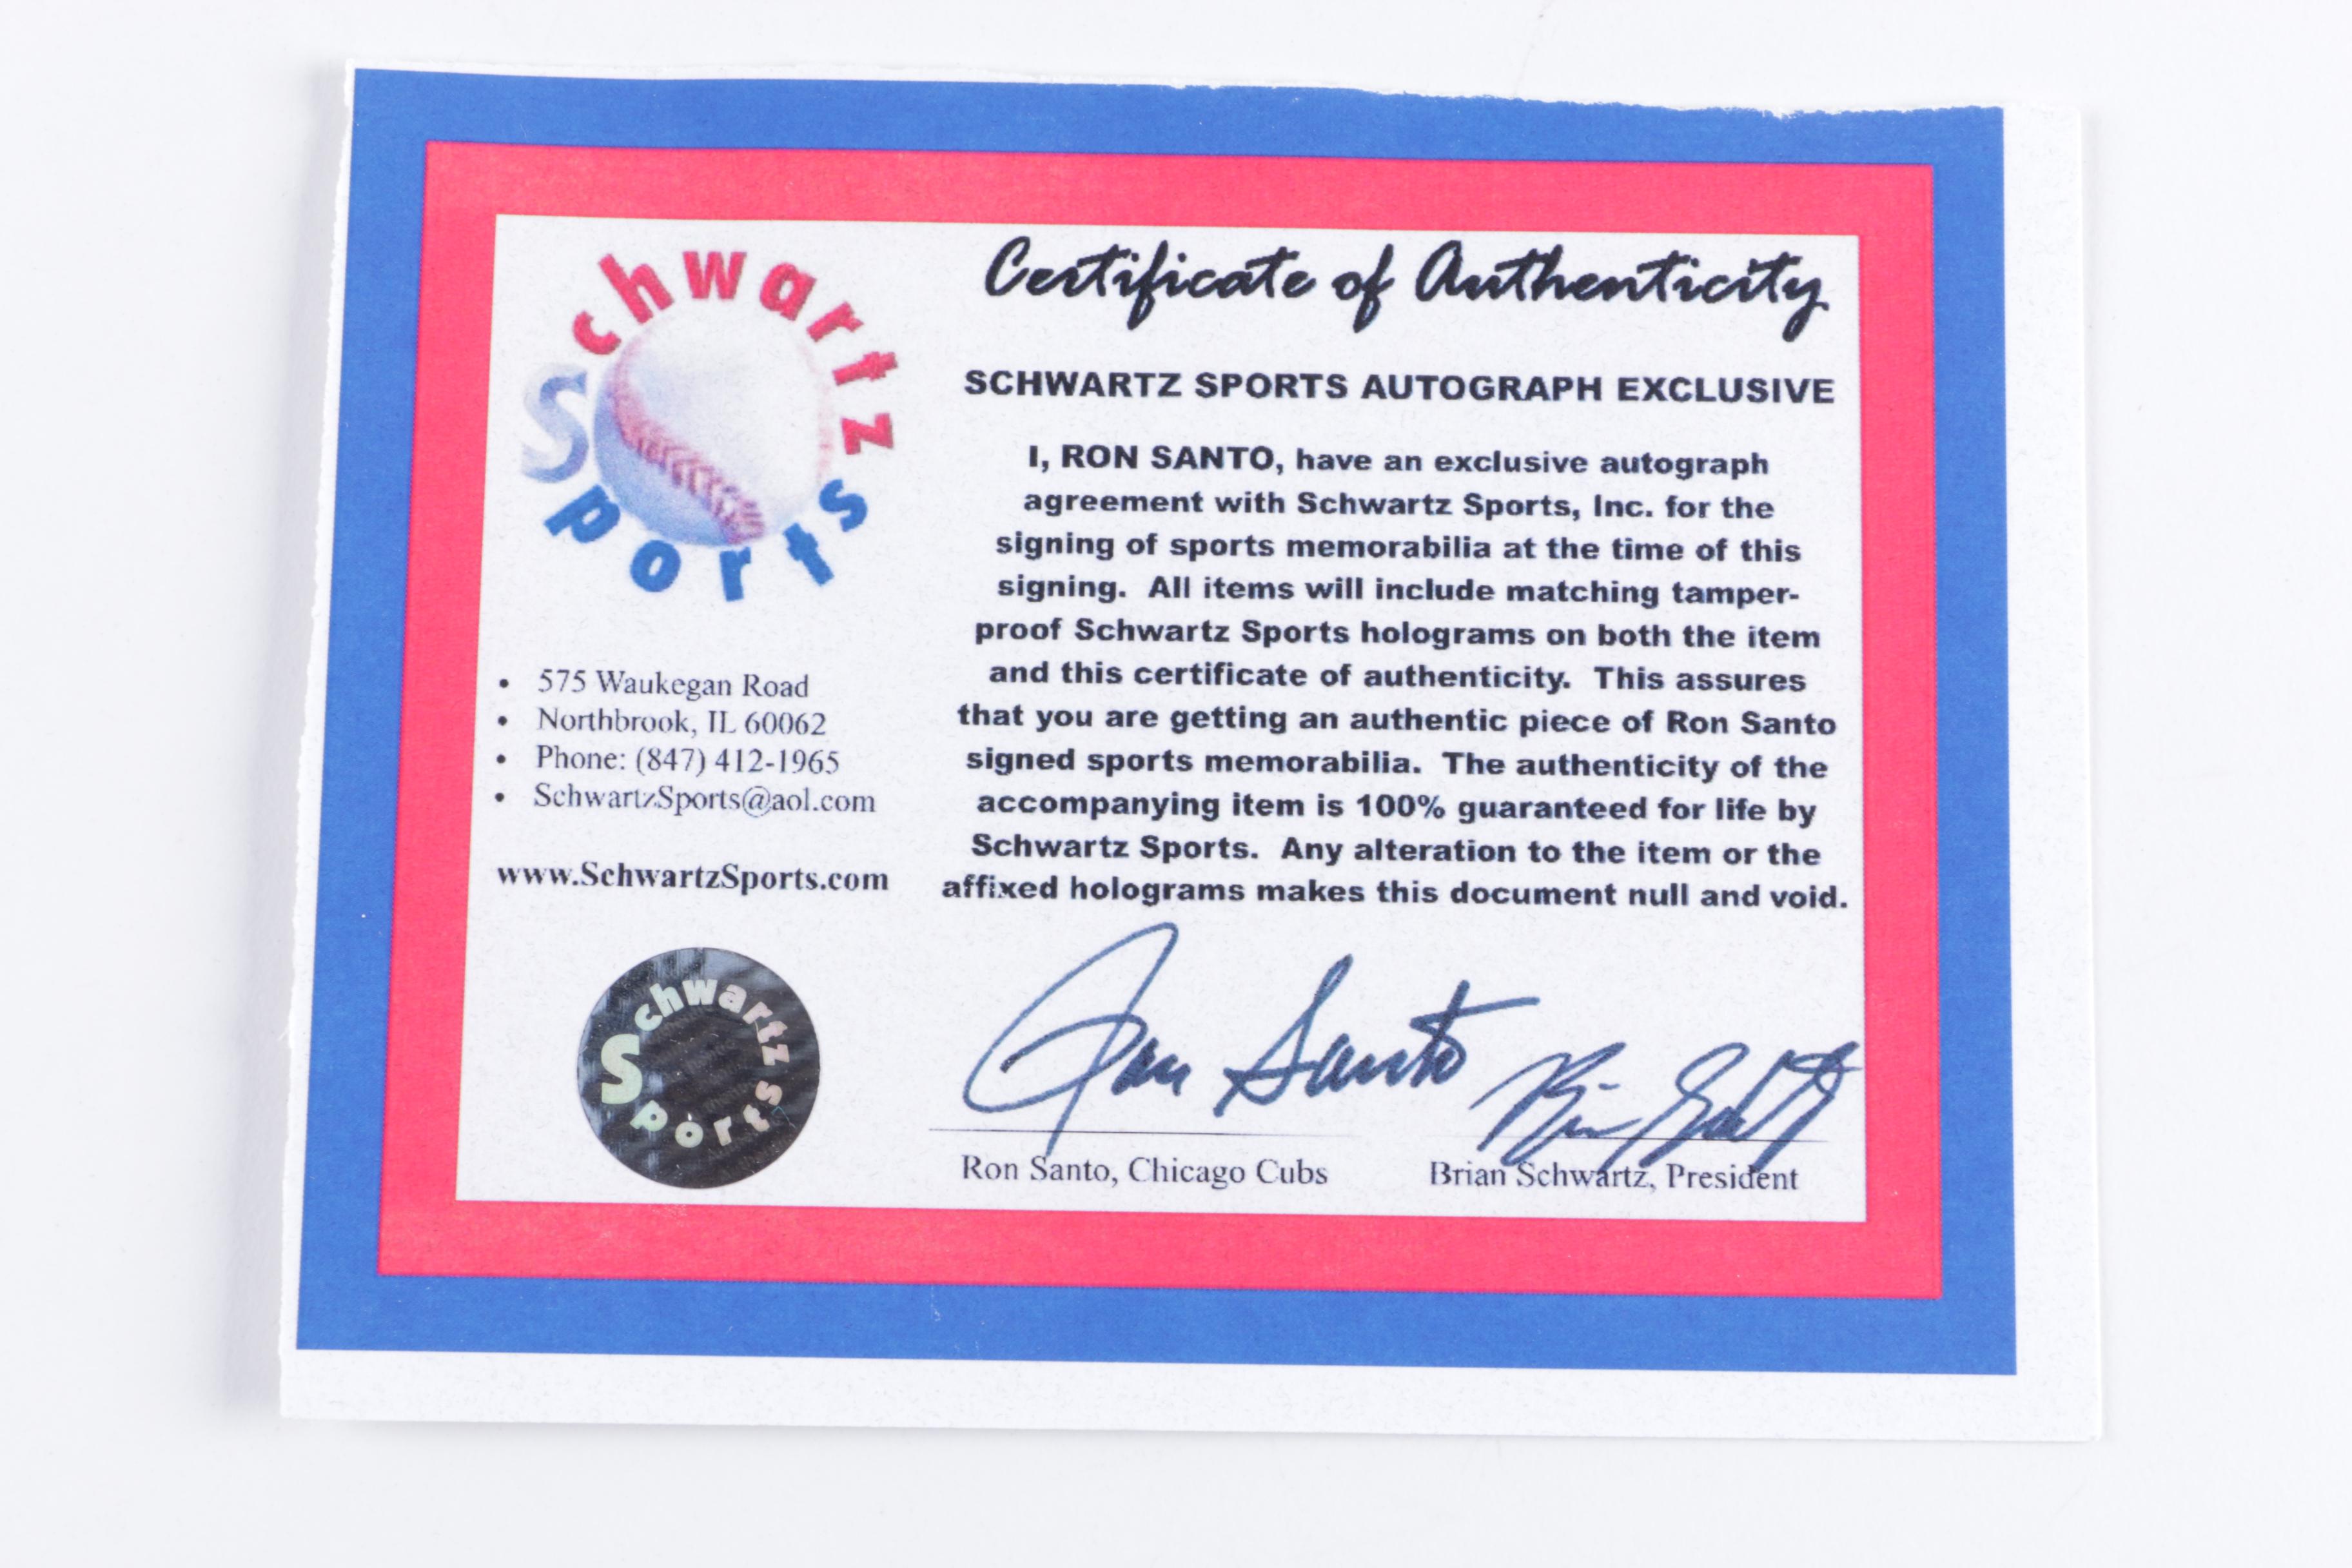 Schwartz
Sports
• 575 Waukegan Road
• Northbrook, IL 60062
• Phone: (847) 412-1965
• SchwartzSports@aol.com
www.SchwartzSports.com
Schwartz
Sports
Certificate of Authenticity
SCHWARTZ SPORTS AUTOGRAPH EXCLUSIVE
I, RON SANTO, have an exclusive autograph
agreement with Schwartz Sports, Inc. for the
signing of sports memorabilia at the time of this
signing. All items will include matching tamper-
proof Schwartz Sports holograms on both the item
and this certificate of authenticity. This assures
that you are getting an authentic piece of Ron Santo
signed sports memorabilia. The authenticity of the
accompanying item is 100% guaranteed for life by
Schwartz Sports. Any alteration to the item or the
affixed holograms makes this document null and void.
Ron Santo
Ron Santo, Chicago Cubs
Brian Schwartz, President